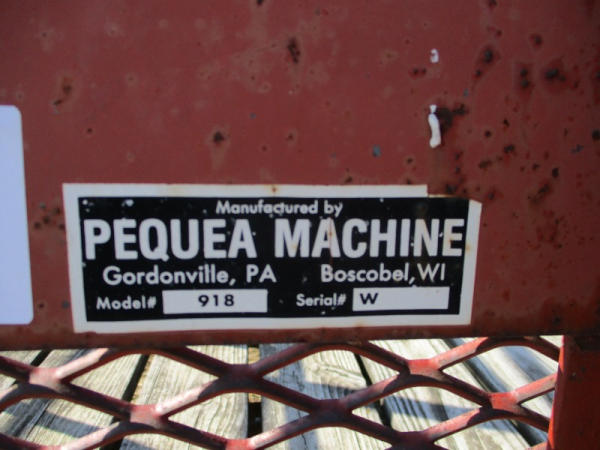 Manufactured by
PEQUEA MACHINE
Gordonville, PA Boscobel, WI
Model# 918 Serial# W